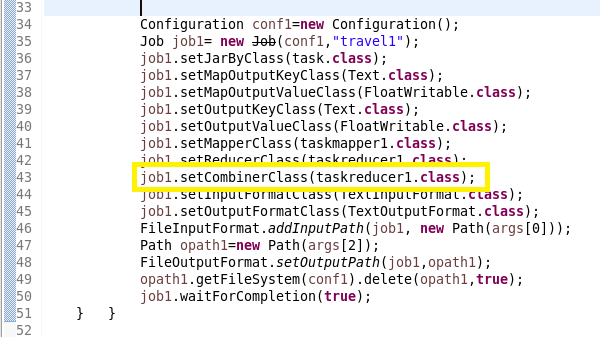 33
34 Configuration conf1=new Configuration();
35 Job job1= new Job(conf1,"travel1");
36 job1.setJarByClass(task.class);
37 job1.setMapOutputKeyClass(Text.class);
38 job1.setMapOutputValueClass(FloatWritable.class);
39 job1.setOutputKeyClass(Text.class);
40 job1.setOutputValueClass(FloatWritable.class);
41 job1.setMapperClass(taskmapper1.class);
42 job1.setReducerClass(taskreducer1.class);
43 job1.setCombinerClass(taskreducer1.class);
44 job1.setInputFormatClass(TextInputFormat.class);
45 job1.setOutputFormatClass(TextOutputFormat.class);
46 FileInputFormat.addInputPath(job1, new Path(args[0]));
47 Path opath1=new Path(args[2]);
48 FileOutputFormat.setOutputPath(job1,opath1);
49 opath1.getFileSystem(conf1).delete(opath1,true);
50 job1.waitForCompletion(true);
51 } }
52